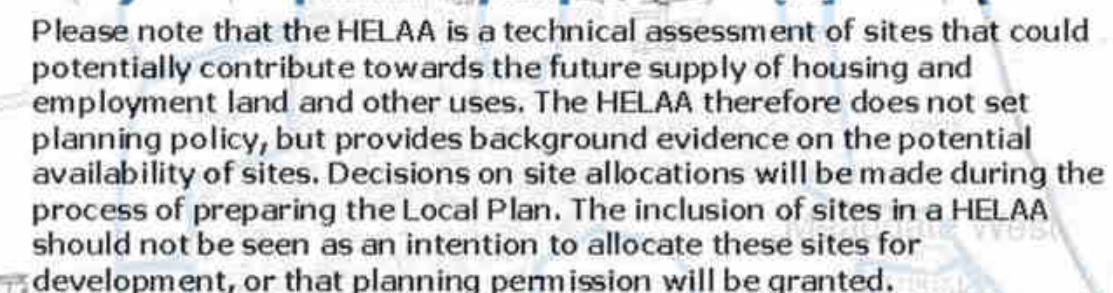 Please note that the HELAA is a technical assessment of sites that could
potentially contribute towards the future supply of housing and
employment land and other uses. The HELAA therefore does not set
planning policy, but provides background evidence on the potential
availability of sites. Decisions on site allocations will be made during the
process of preparing the Local Plan. The inclusion of sites in a HELAA
should not be seen as an intention to allocate these sites for
development, or that planning permission will be granted.